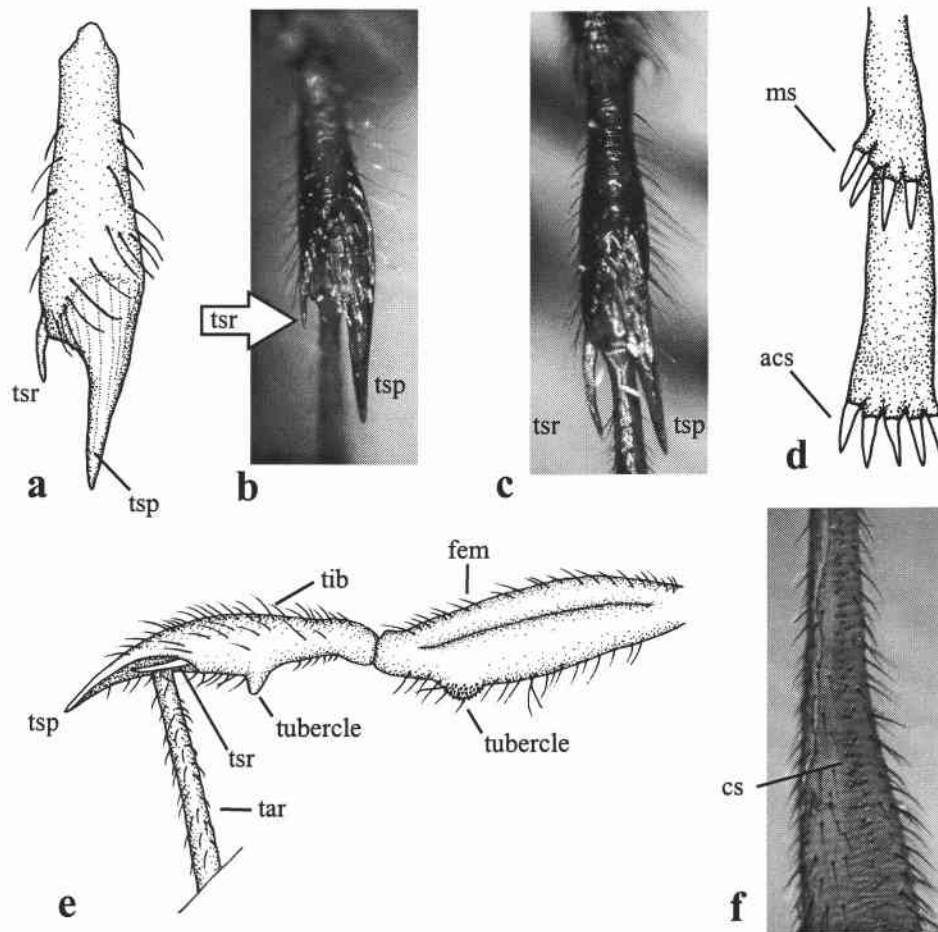 ms
tsr
acs
tsr
tsp
tsr
tsp
d
a
tsp
b
c
fem
tib
tsp
tubercle
tsr
tubercle
tar
cs
e
f